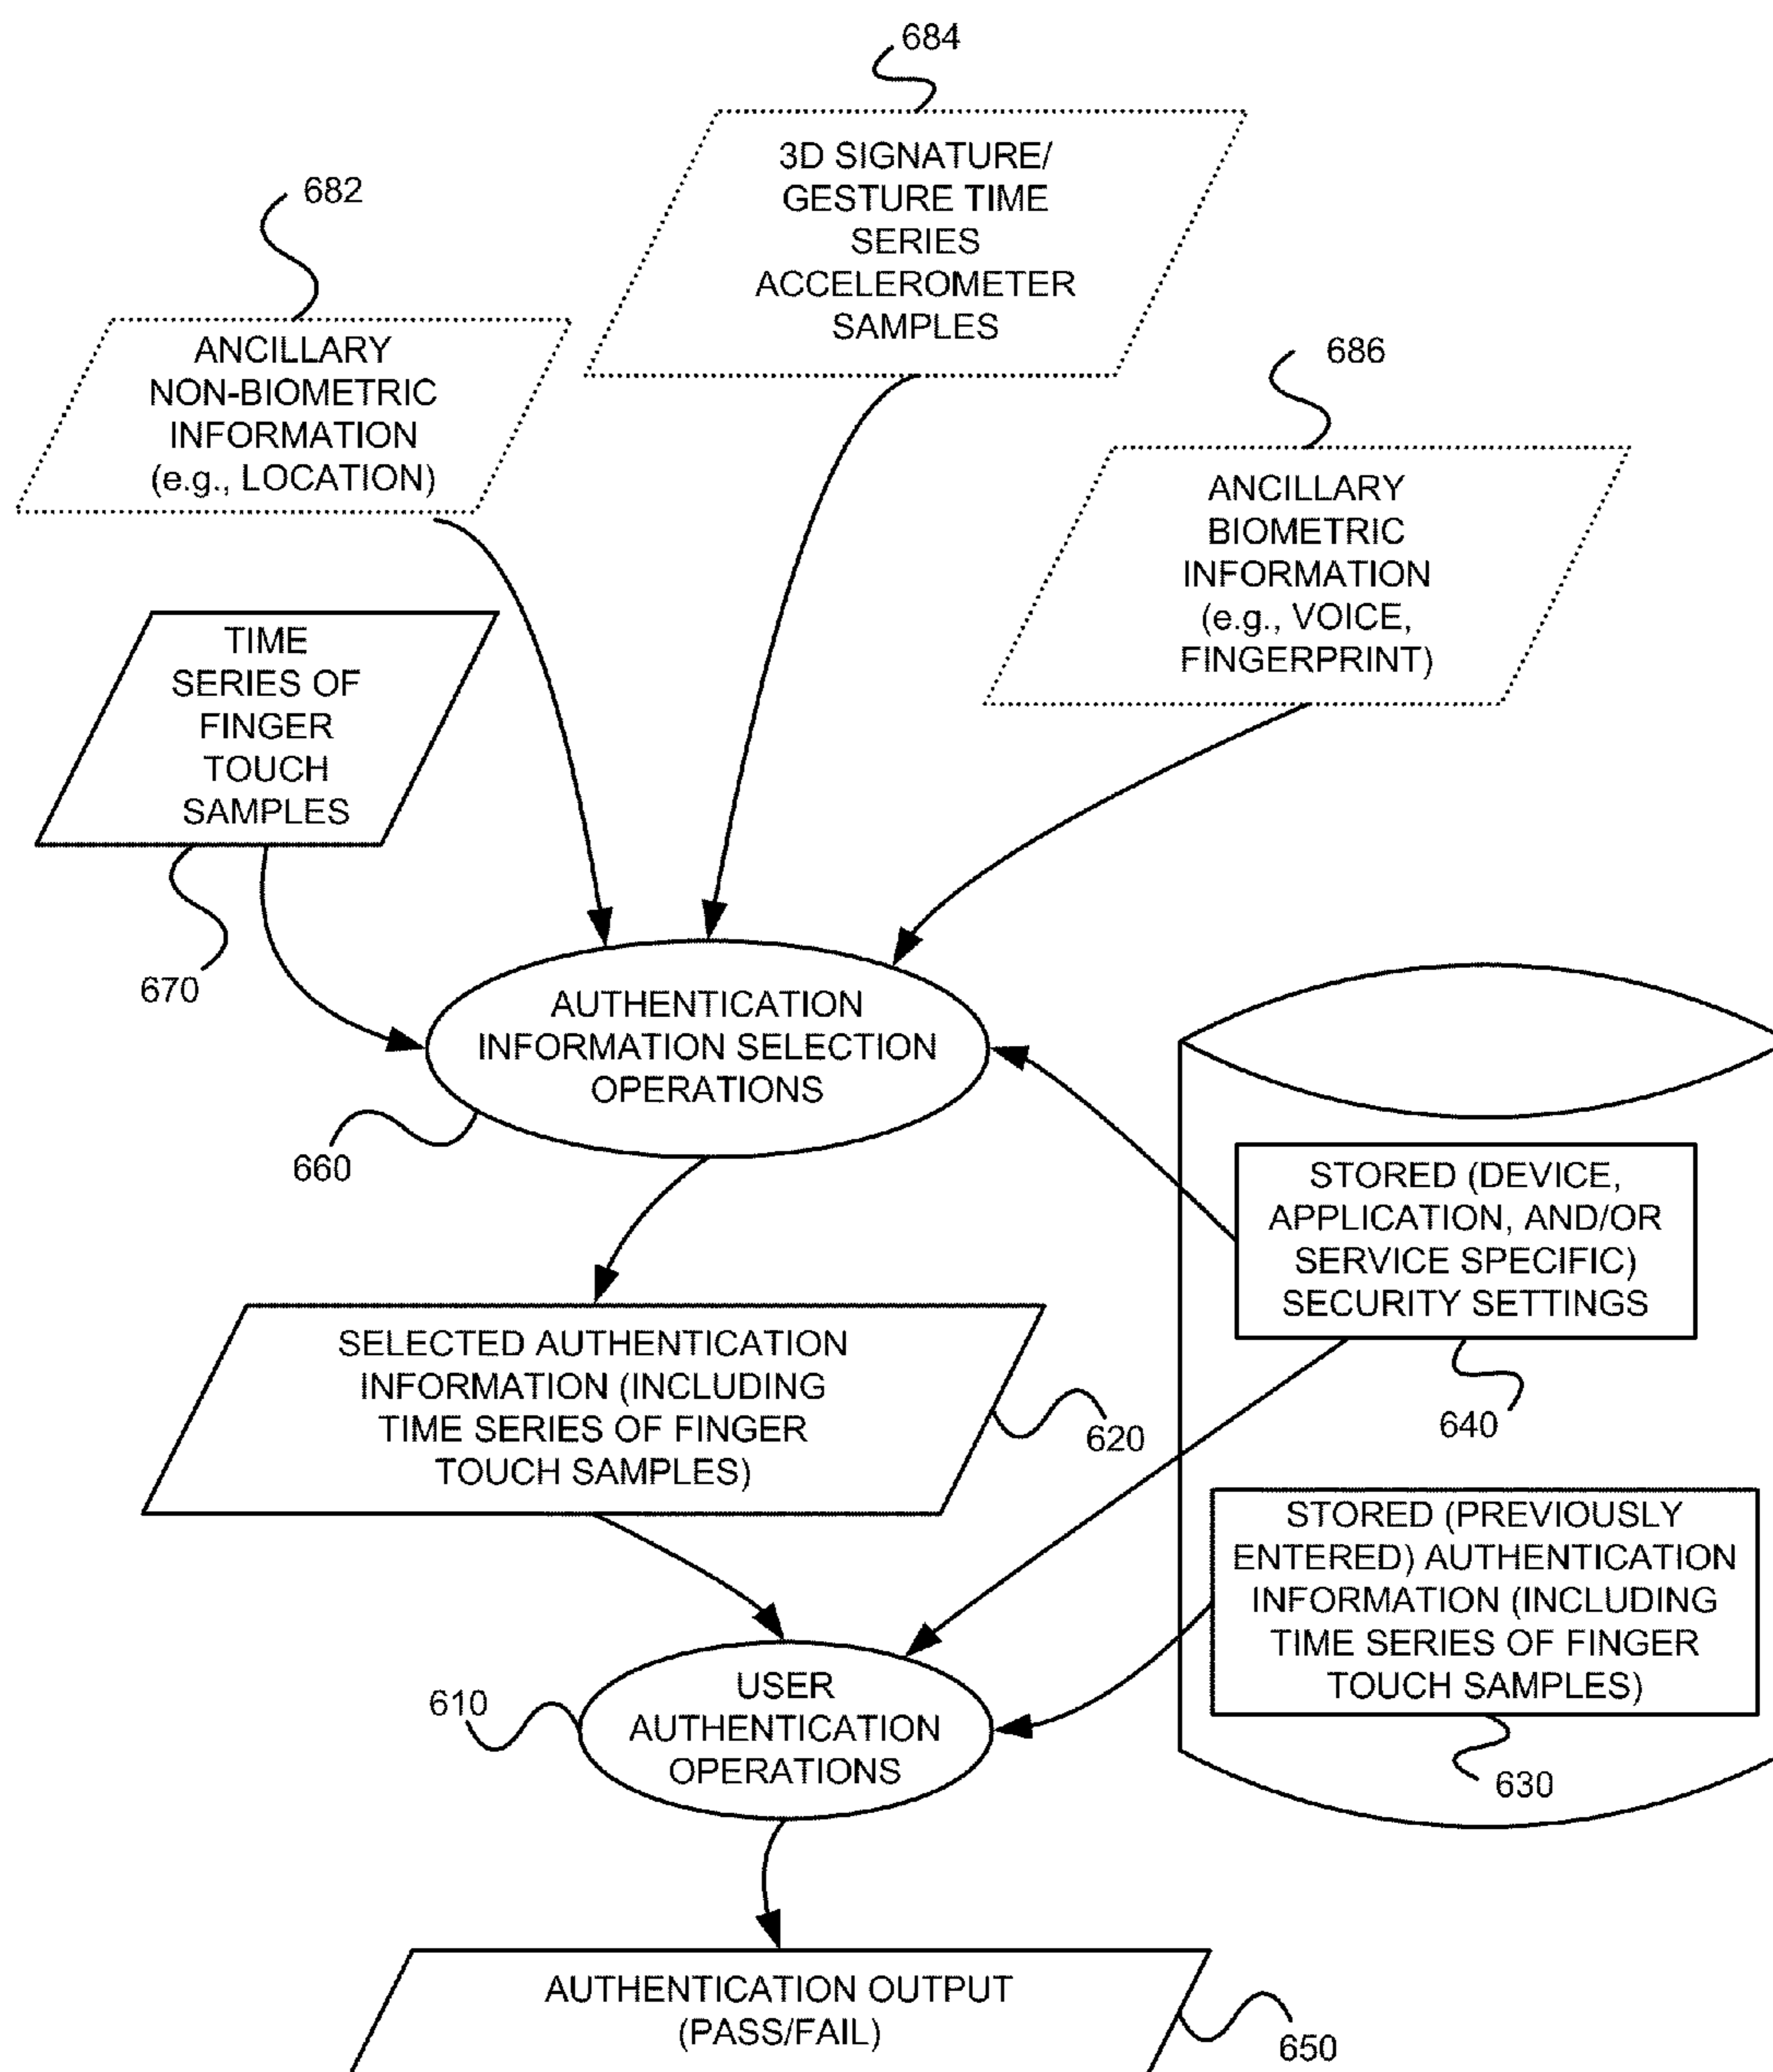 684
3D SIGNATURE/
GESTURE TIME
SERIES
ACCELEROMETER
SAMPLES
682
ANCILLARY
NON-BIOMETRIC
INFORMATION
(e.g., LOCATION)
686
ANCILLARY
BIOMETRIC
INFORMATION
(e.g., VOICE,
FINGERPRINT)
TIME
SERIES OF
FINGER
TOUCH
SAMPLES
670
AUTHENTICATION
INFORMATION SELECTION
OPERATIONS
660
STORED (DEVICE,
APPLICATION, AND/OR
SERVICE SPECIFIC)
SECURITY SETTINGS
640
SELECTED AUTHENTICATION
INFORMATION (INCLUDING
TIME SERIES OF FINGER
TOUCH SAMPLES)
620
STORED (PREVIOUSLY
ENTERED) AUTHENTICATION
INFORMATION (INCLUDING
TIME SERIES OF FINGER
TOUCH SAMPLES)
630
610
USER
AUTHENTICATION
OPERATIONS
AUTHENTICATION OUTPUT
(PASS/FAIL)
650